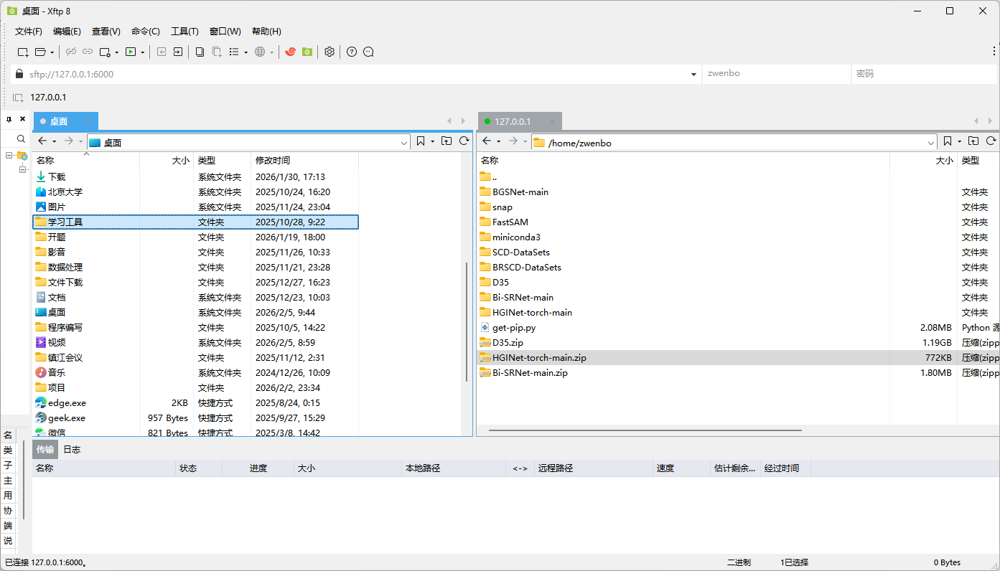 桌面 - Xftp 8
文件(F) 编辑(E) 查看(V) 命令(C) 工具(T) 窗口(W) 帮助(H)
sftp://127.0.0.1:6000 zwenbo 密码
127.0.0.1
桌面
桌面
名称 大小 类型 修改时间
下载 系统文件夹 2026/1/30, 17:13
北京大学 系统文件夹 2025/10/24, 16:20
图片 系统文件夹 2025/11/24, 23:04
学习工具 文件夹 2025/10/28, 9:22
开题 文件夹 2026/1/19, 18:00
影音 文件夹 2025/11/26, 10:33
数据处理 文件夹 2025/11/21, 23:28
文件下载 文件夹 2025/12/27, 16:23
文档 系统文件夹 2025/12/23, 10:03
桌面 系统文件夹 2026/2/5, 9:44
程序编写 文件夹 2025/10/5, 14:22
视频 系统文件夹 2026/2/5, 8:59
镇江会议 文件夹 2025/11/12, 2:31
音乐 系统文件夹 2024/12/26, 10:09
项目 文件夹 2026/2/2, 23:34
edge.exe 2KB 快捷方式 2025/8/24, 0:15
geek.exe 957 Bytes 快捷方式 2025/9/27, 15:29
微信 821 Bytes 快捷方式 2025/3/8, 14:42
127.0.0.1
/home/zwenbo
名称 大小 类型
..
BGSNet-main 文件夹
snap 文件夹
FastSAM 文件夹
miniconda3 文件夹
SCD-DataSets 文件夹
BRSCD-DataSets 文件夹
D35 文件夹
Bi-SRNet-main 文件夹
HGINet-torch-main 文件夹
get-pip.py 2.08MB Python 源
D35.zip 1.19GB 压缩(zipp
HGINet-torch-main.zip 772KB 压缩(zipp
Bi-SRNet-main.zip 1.80MB 压缩(zipp
名
类
子
主
用
协
端
说
传输 日志
名称 状态 进度 大小 本地路径 <-> 远程路径 速度 估计剩余... 经过时间
已连接 127.0.0.1:6000。 二进制 1已选择 0 Bytes